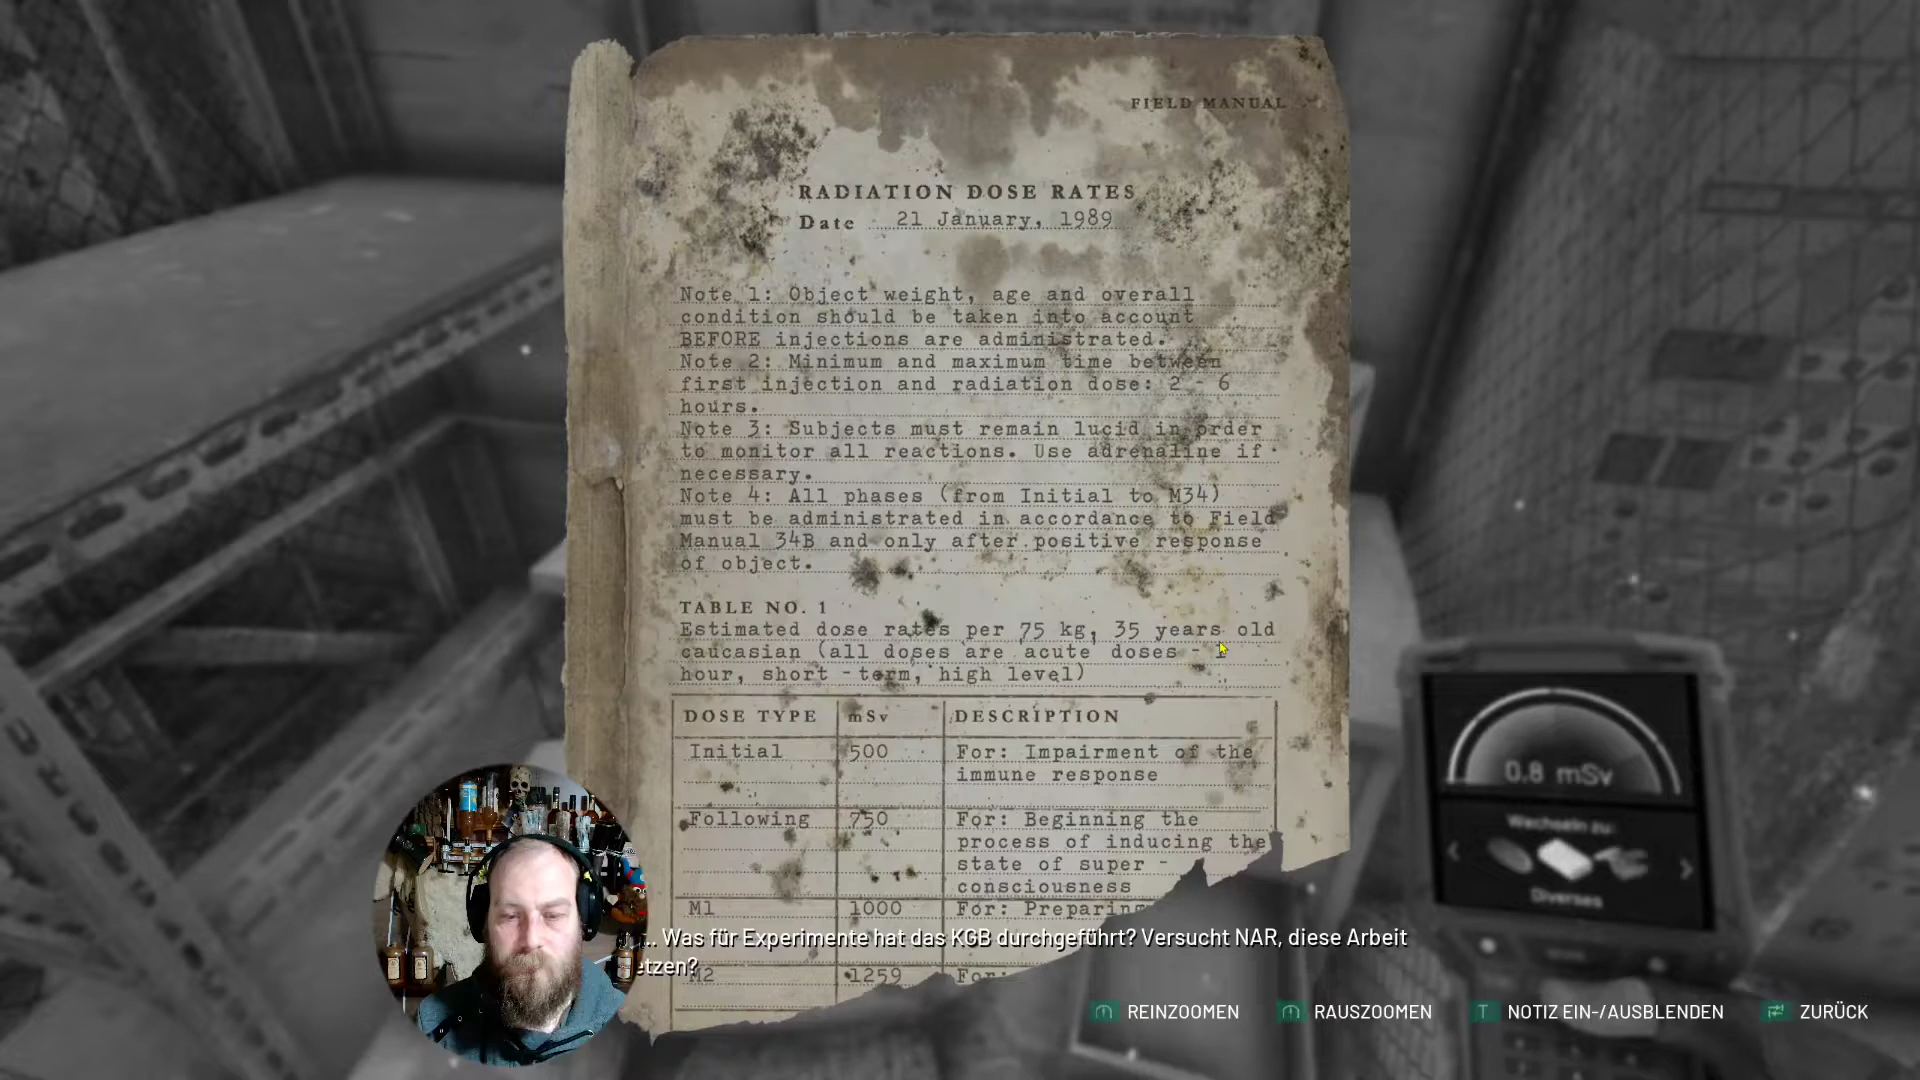 FIELD MANUAL
RADIATION DOSE RATES
Date 21 January, 1989
Note 1: Object weight, age and overall
condition should be taken into account
BEFORE injections are administrated.
Note 2: Minimum and maximum time between
first injection and radiation dose: 2 - 6
hours.
Note 3: Subjects must remain lucid in order
to monitor all reactions. Use adrenaline if
necessary.
Note 4: All phases (from Initial to M34)
must be administrated in accordance to Field
Manual 34B and only after positive response
of object.
TABLE NO. 1
Estimated dose rates per 75 kg, 35 years old
caucasian (all doses are acute doses - 1
hour, short -term, high level)
DOSE TYPE mSv DESCRIPTION
Initial 500 For: Impairment of the
immune response
Following 750 For: Beginning the
process of inducing the
state of super -
consciousness
M1 1000 For: Preparing
M2 1259 For:
... Was für Experimente hat das KGB durchgeführt? Versucht NAR, diese Arbeit
etzen?
0.8 mSv
Wechseln zu:
Diverses
REINZOOMEN RAUSZOOMEN T NOTIZ EIN-/AUSBLENDEN ZURÜCK